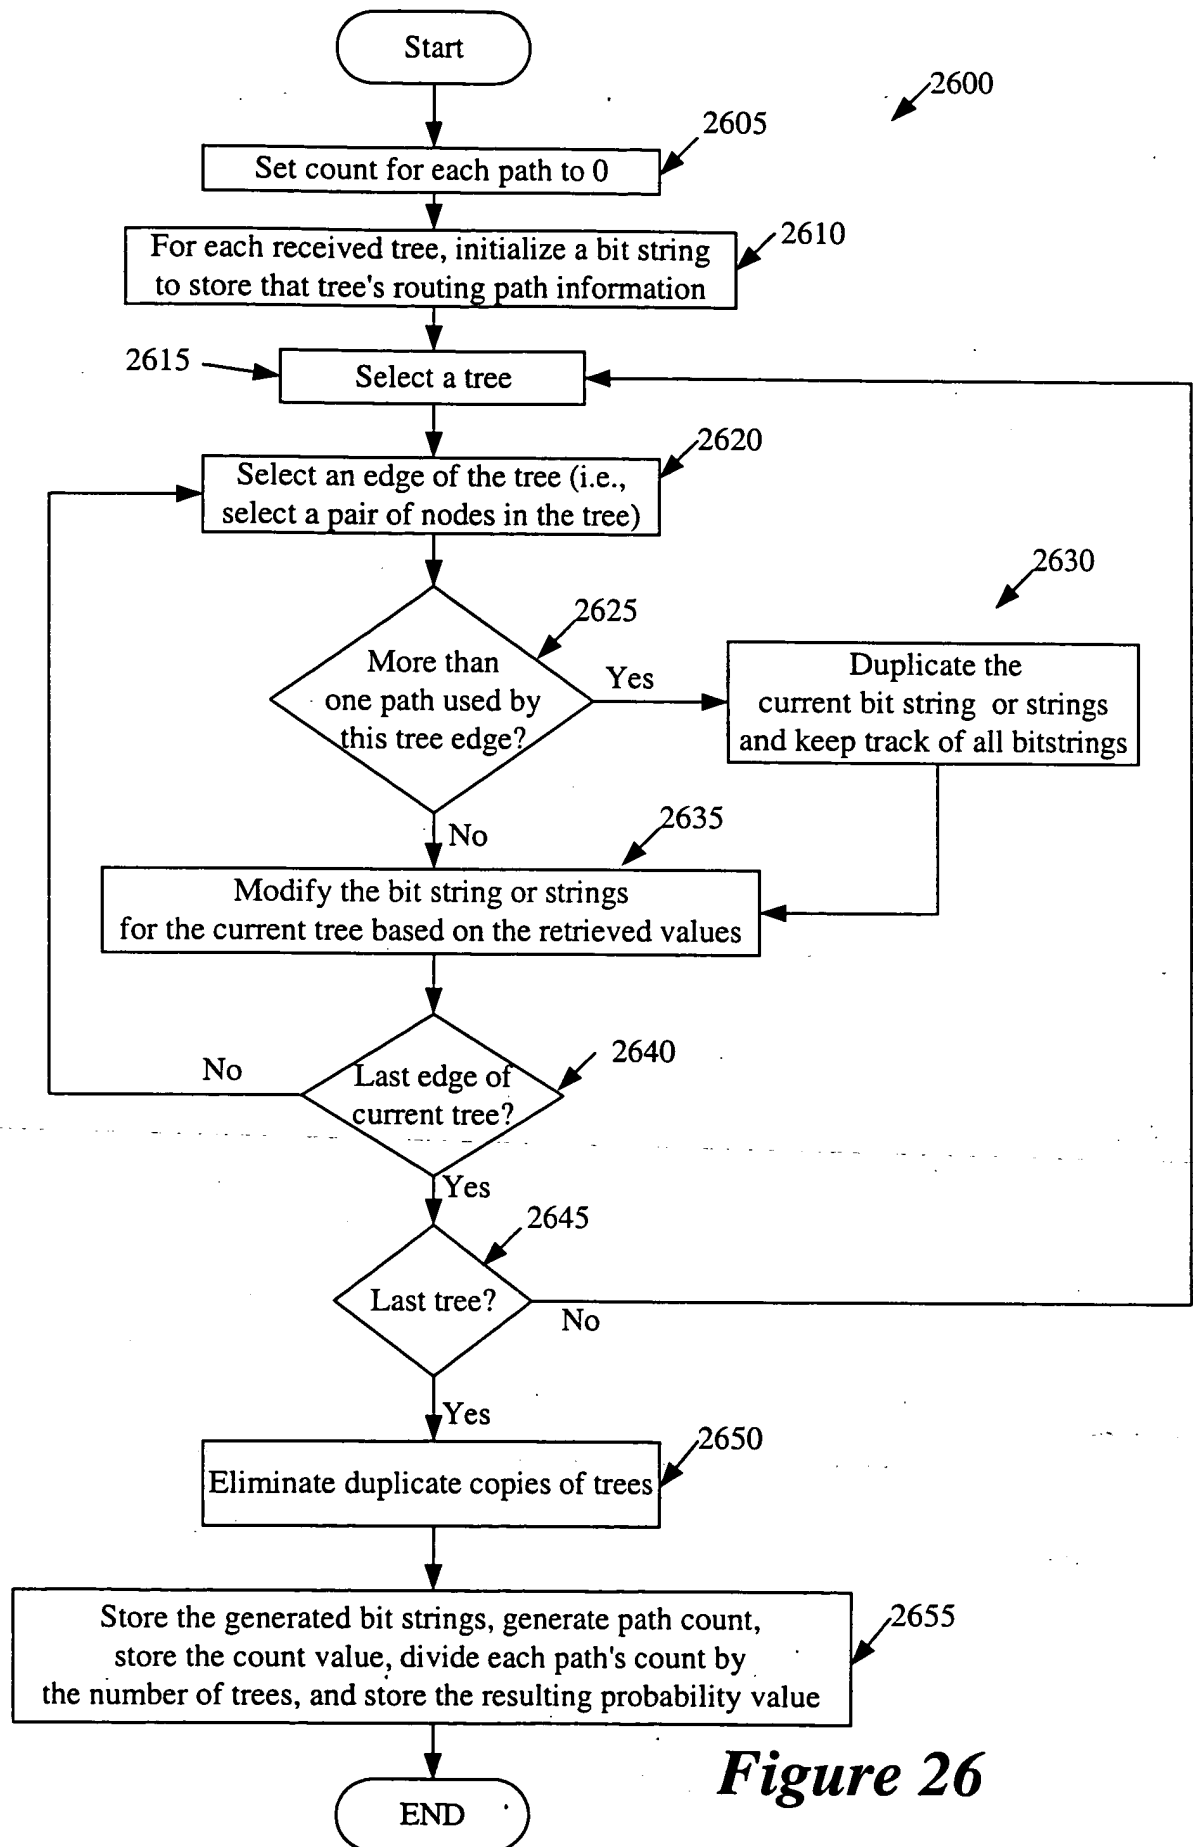 Start
2600
2605
Set count for each path to 0
2610
For each received tree, initialize a bit string
to store that tree's routing path information
2615
Select a tree
2620
Select an edge of the tree (i.e.,
select a pair of nodes in the tree)
2630
2625
More than
one path used by
this tree edge?
Yes
Duplicate the
current bit string or strings
and keep track of all bitstrings
No
2635
Modify the bit string or strings
for the current tree based on the retrieved values
No
2640
Last edge of
current tree?
Yes
2645
Last tree?
No
Yes
2650
Eliminate duplicate copies of trees
2655
Store the generated bit strings, generate path count,
store the count value, divide each path's count by
the number of trees, and store the resulting probability value
Figure 26
END